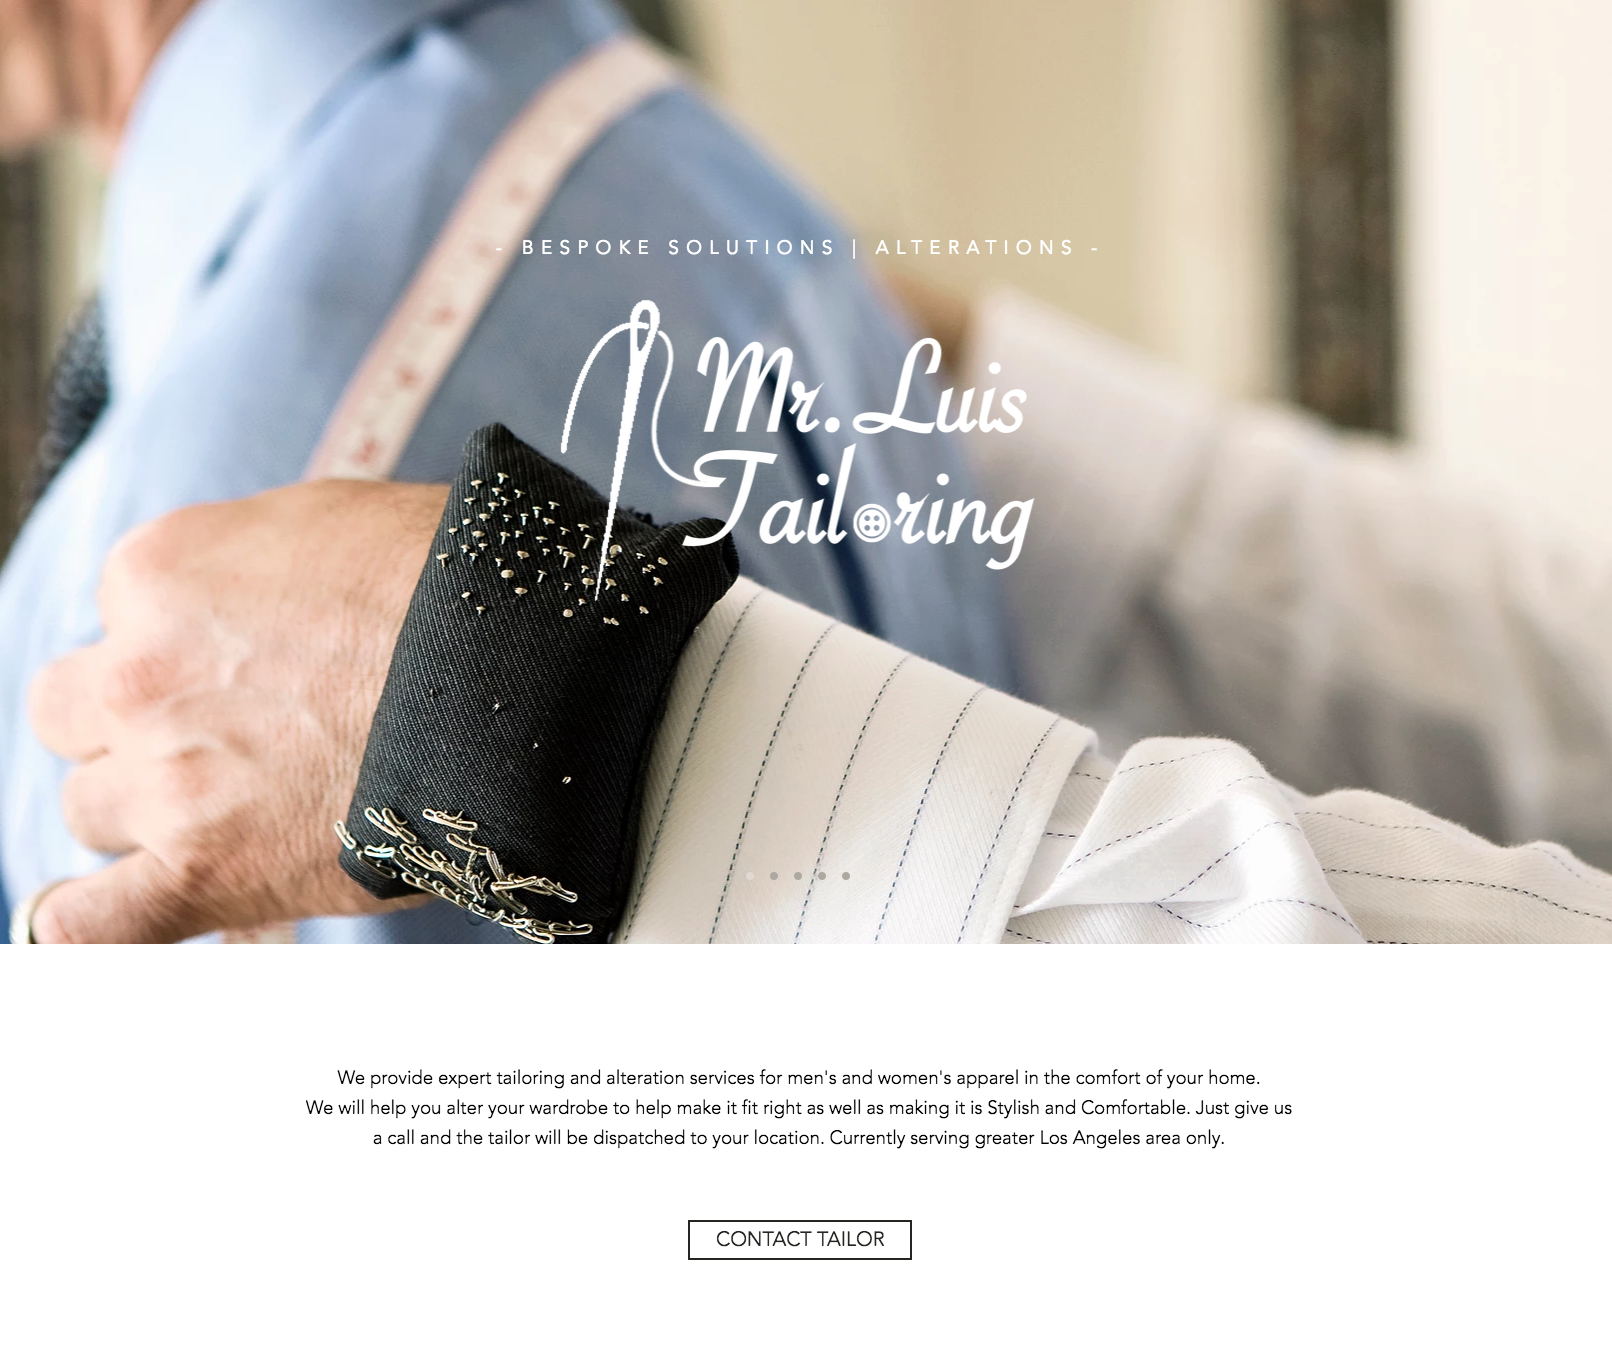 - BESPOKE SOLUTIONS | ALTERATIONS -
Mr. Luis
Tailoring
We provide expert tailoring and alteration services for men's and women's apparel in the comfort of your home.
We will help you alter your wardrobe to help make it fit right as well as making it is Stylish and Comfortable. Just give us
a call and the tailor will be dispatched to your location. Currently serving greater Los Angeles area only.
CONTACT TAILOR